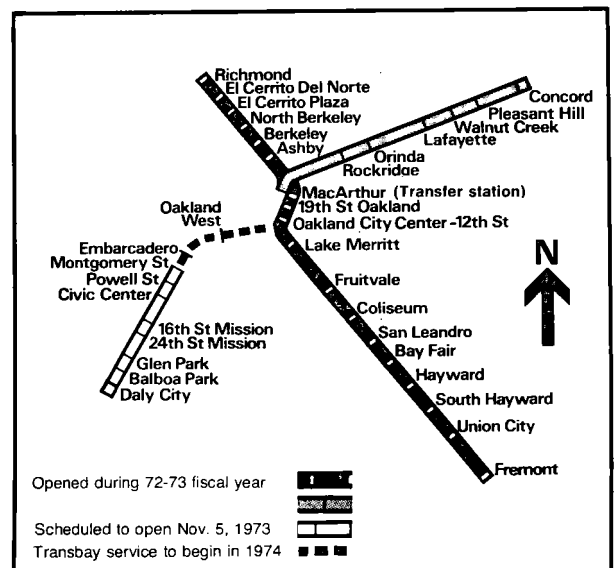 Richmond
El Cerrito Del Norte
El Cerrito Plaza
North Berkeley
Berkeley
Ashby
Concord
Pleasant Hill
Walnut Creek
Lafayette
Orinda
Rockridge
MacArthur (Transfer station)
19th St Oakland
Oakland City Center-12th St
Lake Merritt
Oakland
West
Embarcadero
Montgomery St
Powell St
Civic Center
16th St Mission
24th St Mission
Glen Park
Balboa Park
Daly City
Fruitvale
Coliseum
San Leandro
Bay Fair
Hayward
South Hayward
Union City
Fremont
N
Opened during 72-73 fiscal year
Scheduled to open Nov. 5, 1973
Transbay service to begin in 1974